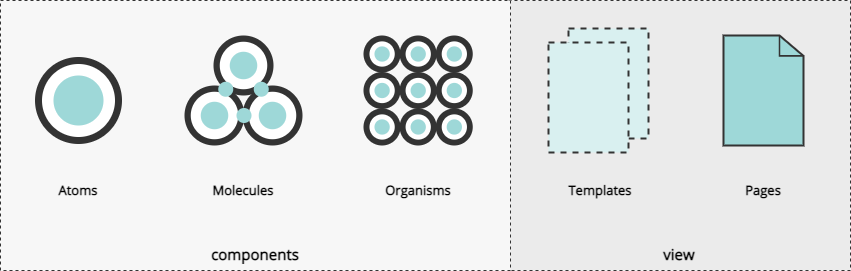 Atoms
Molecules
Organisms
Templates
Pages
components
view